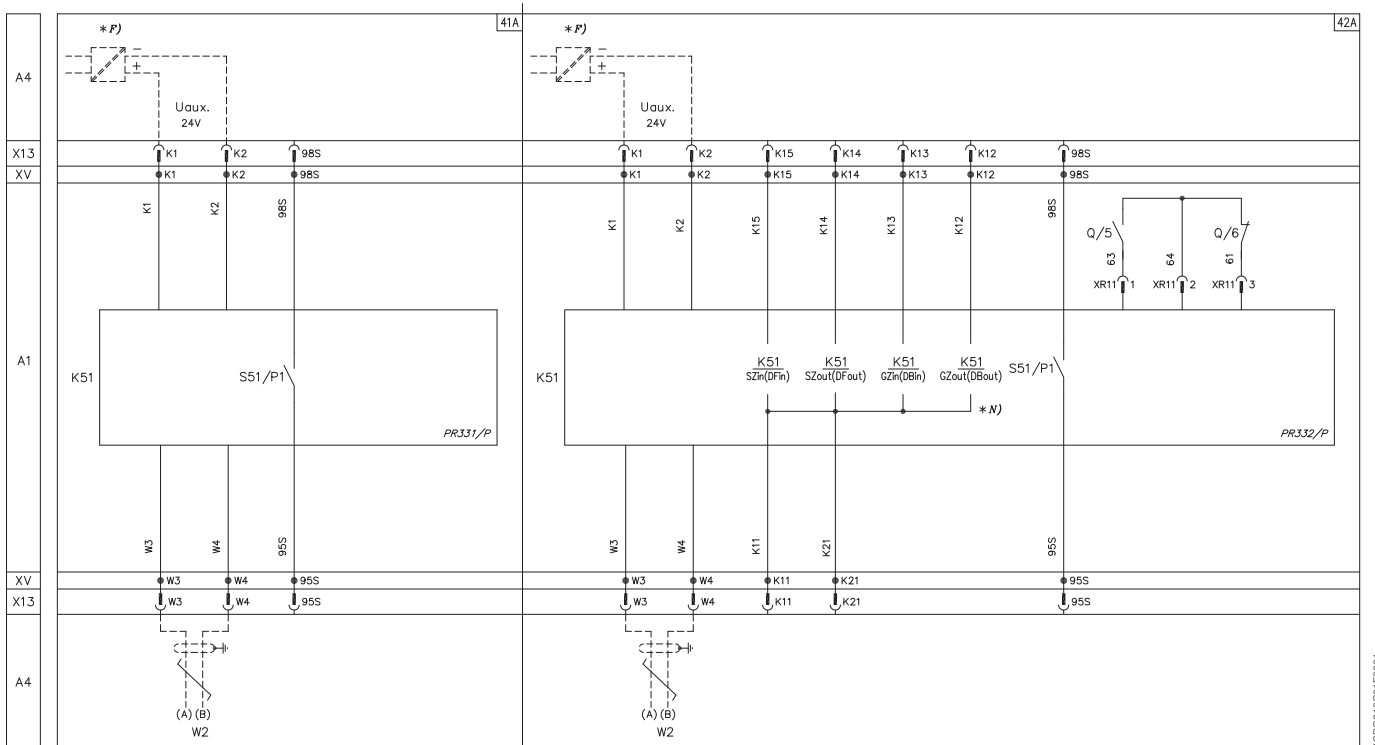 41A
42A
*F)
*F)
−
+
−
+
A4
Uaux.
24V
Uaux.
24V
X13
K1
K2
98S
K1
K2
K15
K14
K13
K12
98S
XV
K1
K2
98S
K1
K2
K15
K14
K13
K12
98S
K1
K2
98S
K1
K2
K15
K14
K13
K12
98S
Q/5
Q/6
63
64
61
XR11 1
XR11 2
XR11 3
A1
K51
S51/P1
PR331/P
K51
K51
SZin(DFin)
K51
SZout(DFout)
K51
GZin(DBin)
K51
GZout(DBout)
S51/P1
*N)
PR332/P
W3
W4
95S
W3
W4
K11
K21
95S
XV
W3
W4
95S
W3
W4
K11
K21
95S
X13
W3
W4
95S
W3
W4
K11
K21
95S
A4
(A) (B)
W2
(A) (B)
W2